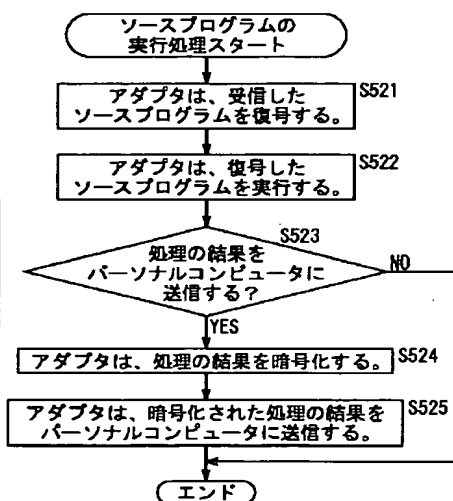 ソースプログラムの
実行処理スタート
S521
アダプタは、受信した
ソースプログラムを復号する。
S522
アダプタは、復号した
ソースプログラムを実行する。
S523
処理の結果を
パーソナルコンピュータに
送信する？
NO
YES
アダプタは、処理の結果を暗号化する。
S524
アダプタは、暗号化された処理の結果を
パーソナルコンピュータに送信する。
S525
エンド